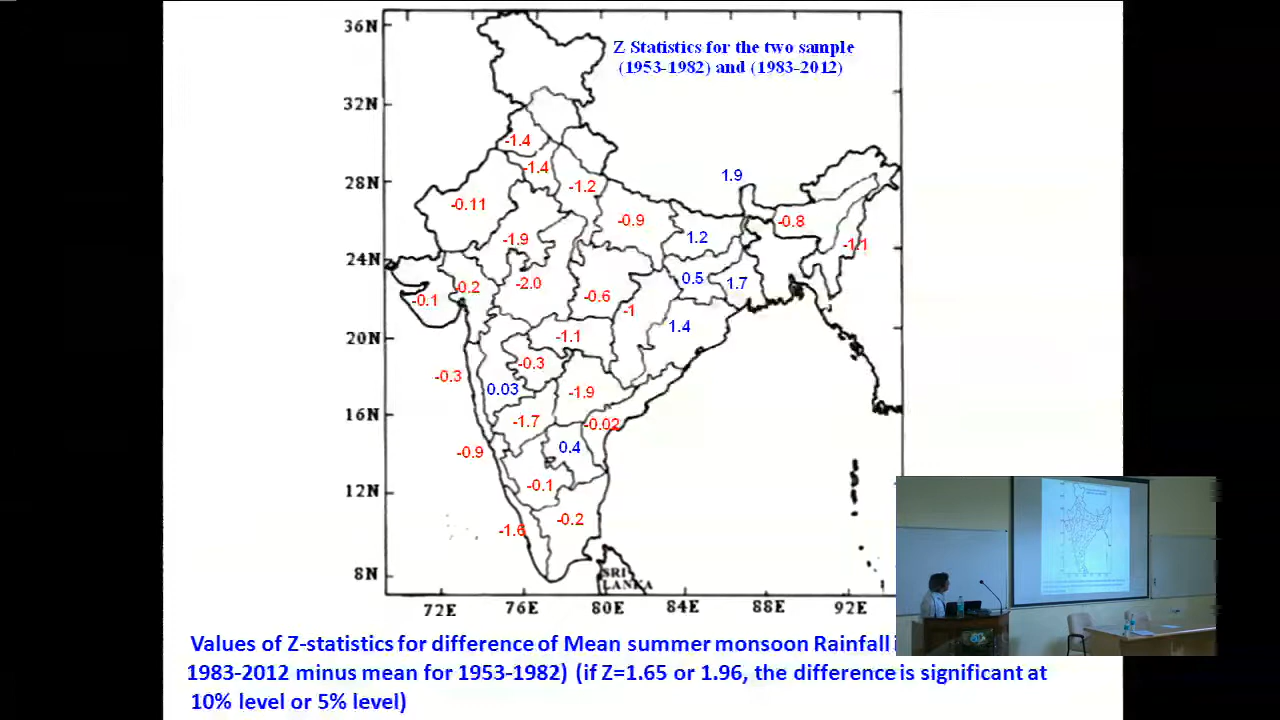 36N
Z Statistics for the two sample
(1953-1982) and (1983-2012)
32N
-1.4
-1.4
28N
-1.2
1.9
-0.11
-0.9
-0.8
-1.9
1.2
-1.1
24N
-0.2
-2.0
0.5
1.7
-0.1
-0.6
-1
1.4
20N
-1.1
-0.3
-0.3
0.03
-1.9
16N
-1.7
-0.02
-0.9
0.4
12N
-0.1
-0.2
-1.6
8N
SRI
LANKA
72E 76E 80E 84E 88E 92E
Values of Z-statistics for difference of Mean summer monsoon Rainfall
1983-2012 minus mean for 1953-1982) (if Z=1.65 or 1.96, the difference is significant at
10% level or 5% level)